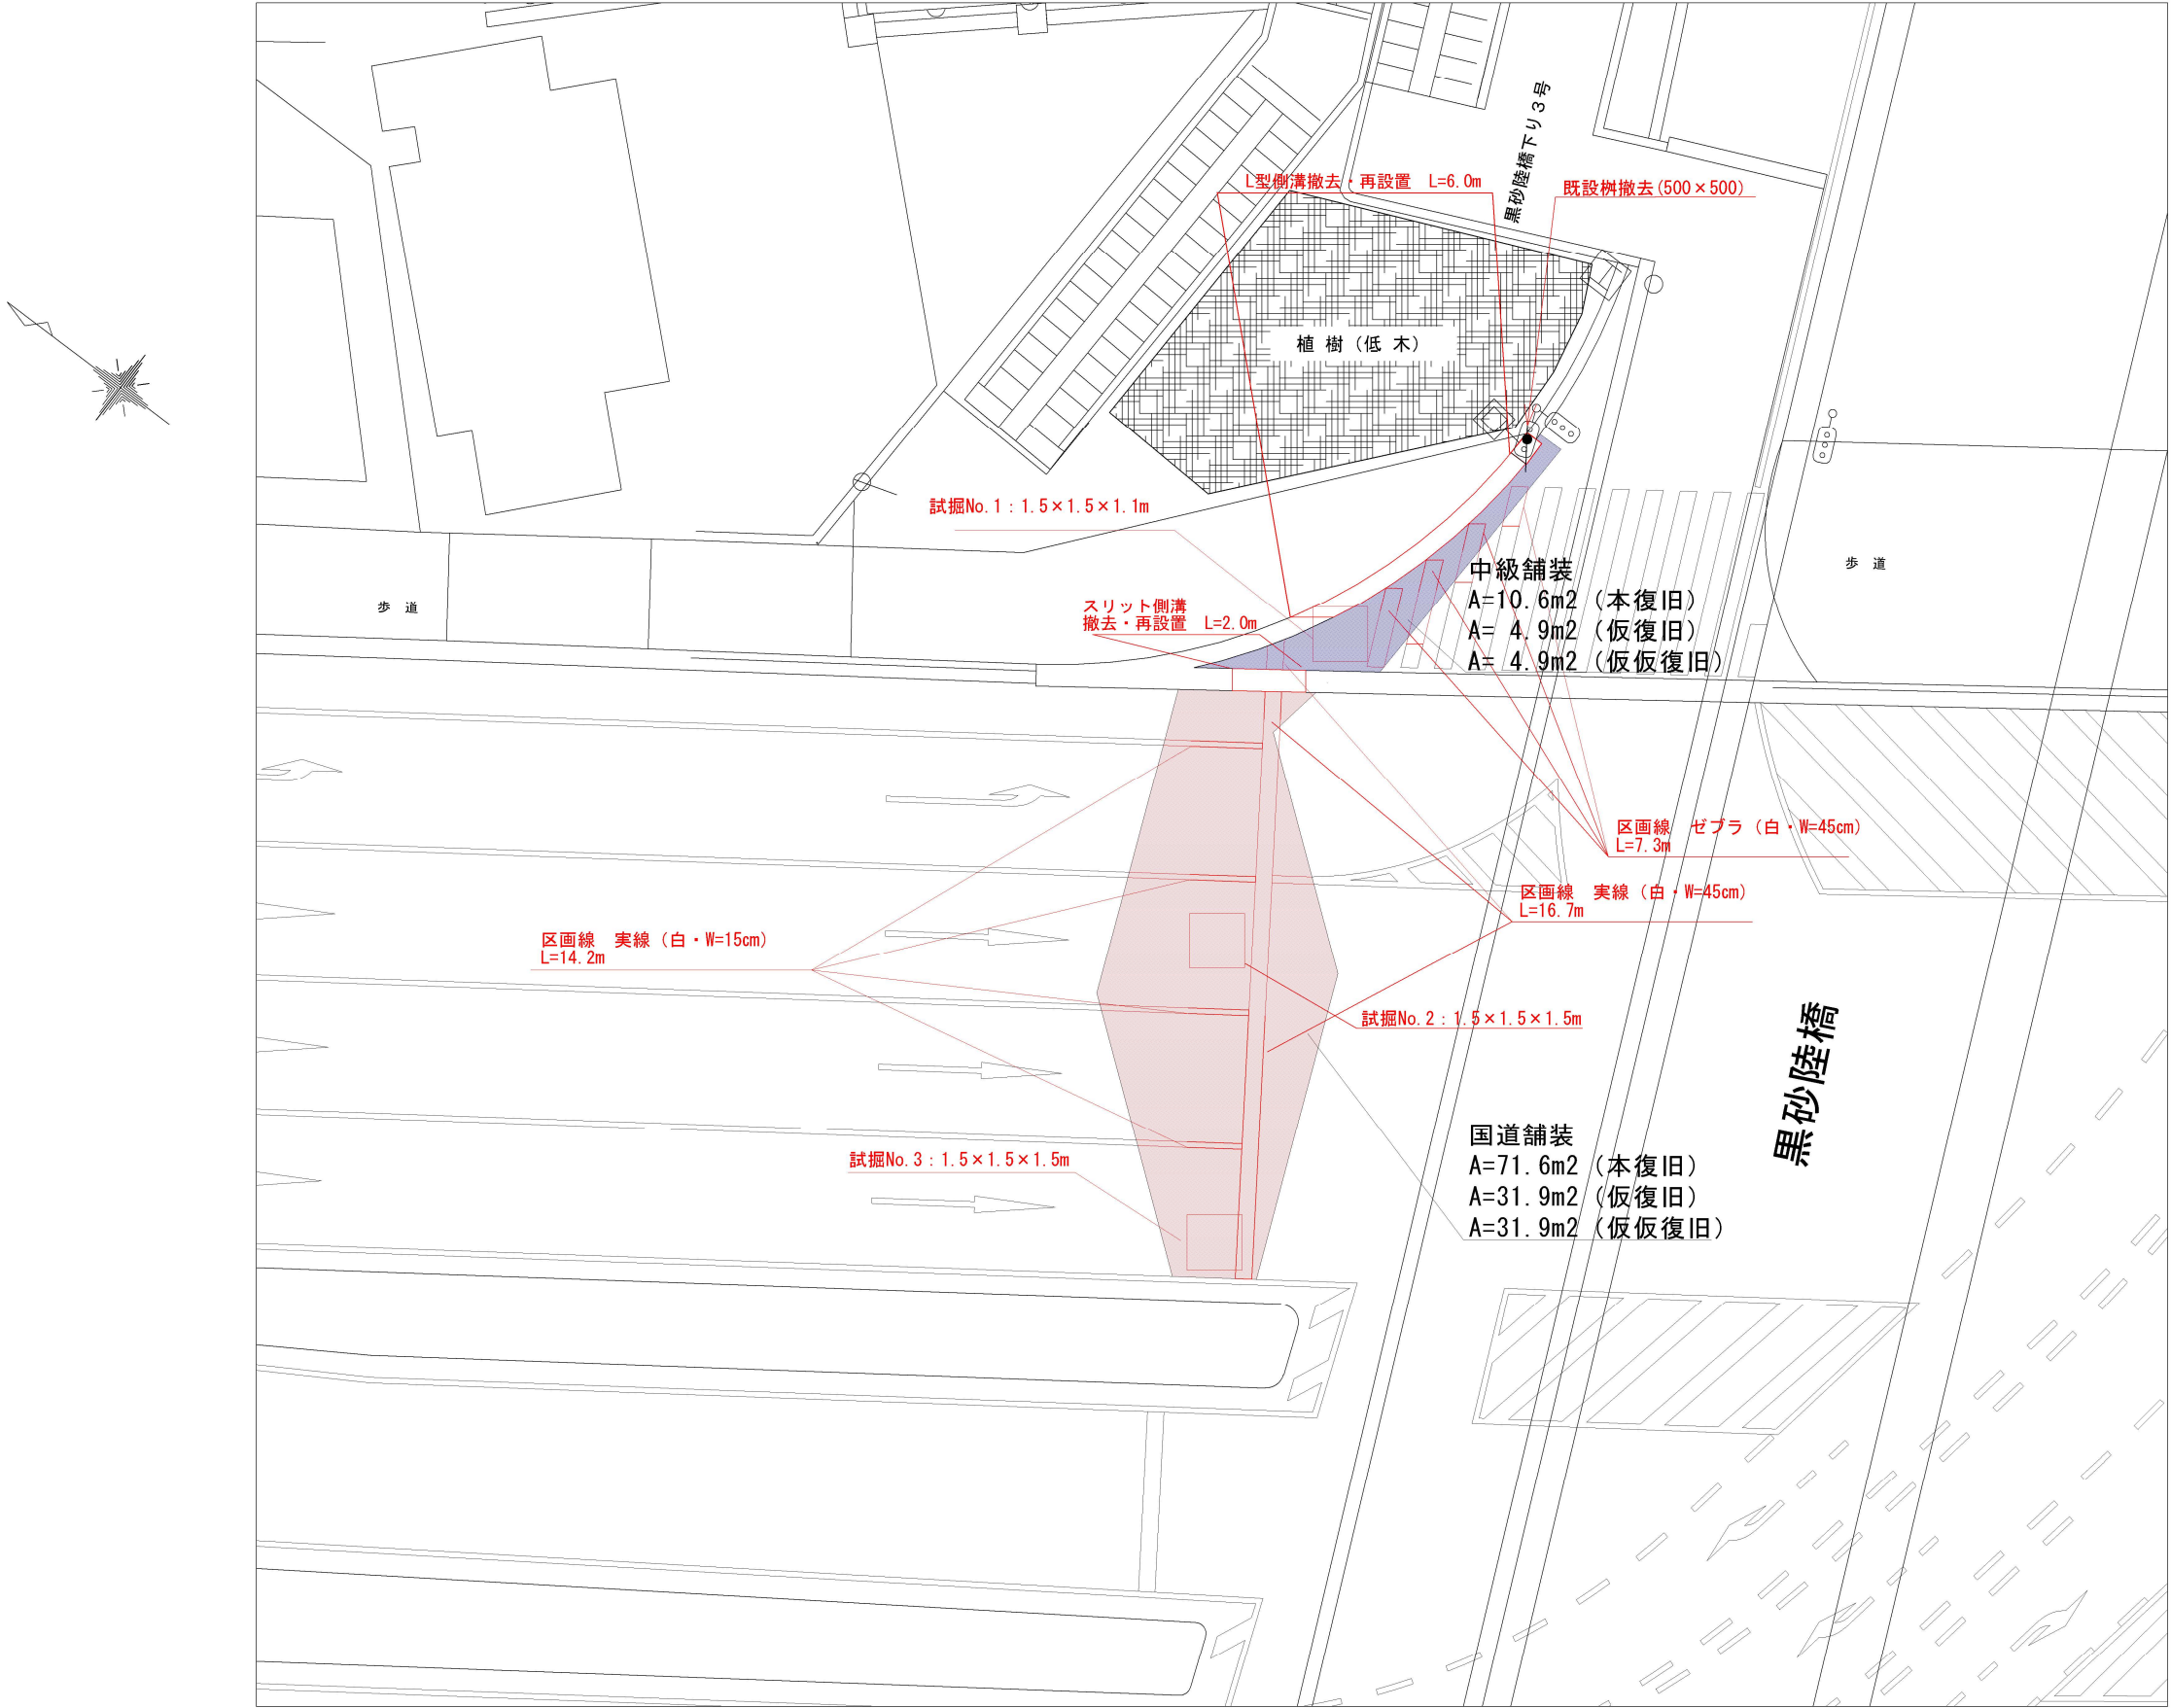 黒砂陸橋下り3号
L型側溝撤去・再設置　L=6.0m
既設桝撤去(500×500)
植 樹（低 木）
試掘No.1：1.5×1.5×1.1m
中級舗装
A=10.6m2（本復旧）
A= 4.9m2（仮復旧）
A= 4.9m2（仮仮復旧）
歩 道
歩 道
スリット側溝
撤去・再設置　L=2.0m
区画線　ゼブラ（白・W=45cm）
L=7.3m
区画線　実線（白・W=45cm）
L=16.7m
区画線　実線（白・W=15cm）
L=14.2m
試掘No.2：1.5×1.5×1.5m
黒砂陸橋
国道舗装
A=71.6m2（本復旧）
A=31.9m2（仮復旧）
A=31.9m2（仮仮復旧）
試掘No.3：1.5×1.5×1.5m